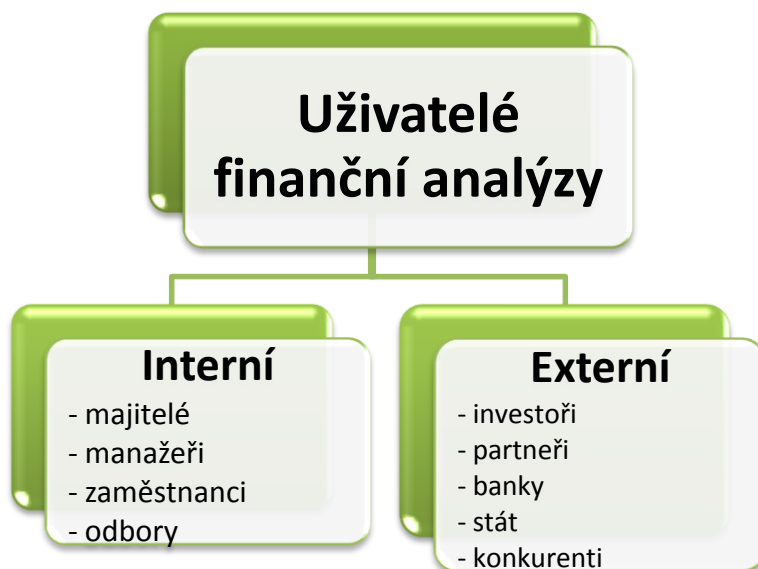 Uživatelé
finanční analýzy
Interní
- majitelé
- manažeři
- zaměstnanci
- odbory
Externí
- investoři
- partneři
- banky
- stát
- konkurenti